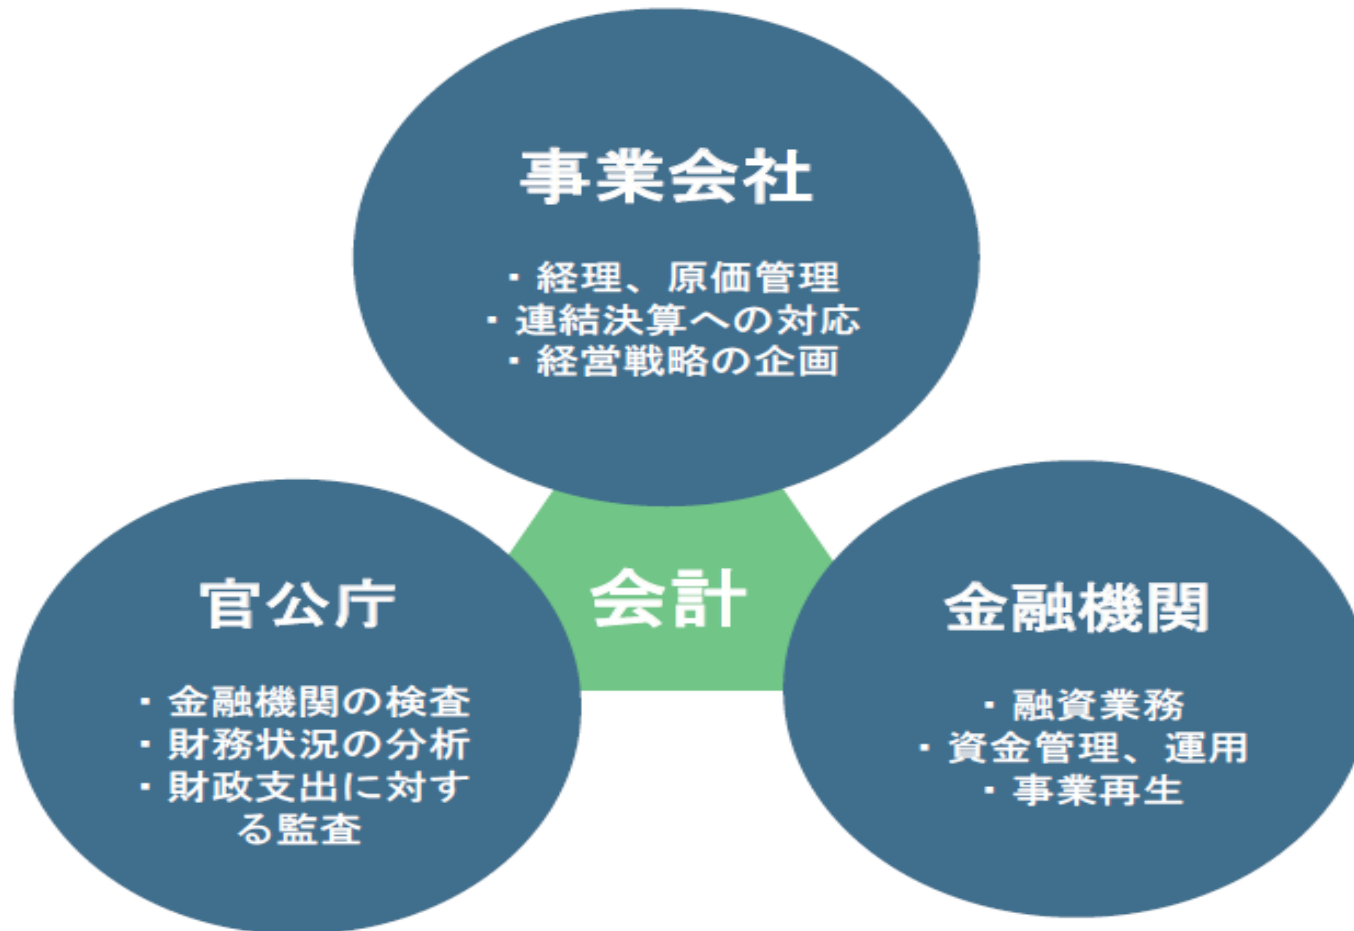 事業会社
・経理、原価管理
・連結決算への対応
・経営戦略の企画
会計
官公庁
・金融機関の検査
・財務状況の分析
・財政支出に対す
る監査
金融機関
・融資業務
・資金管理、運用
・事業再生